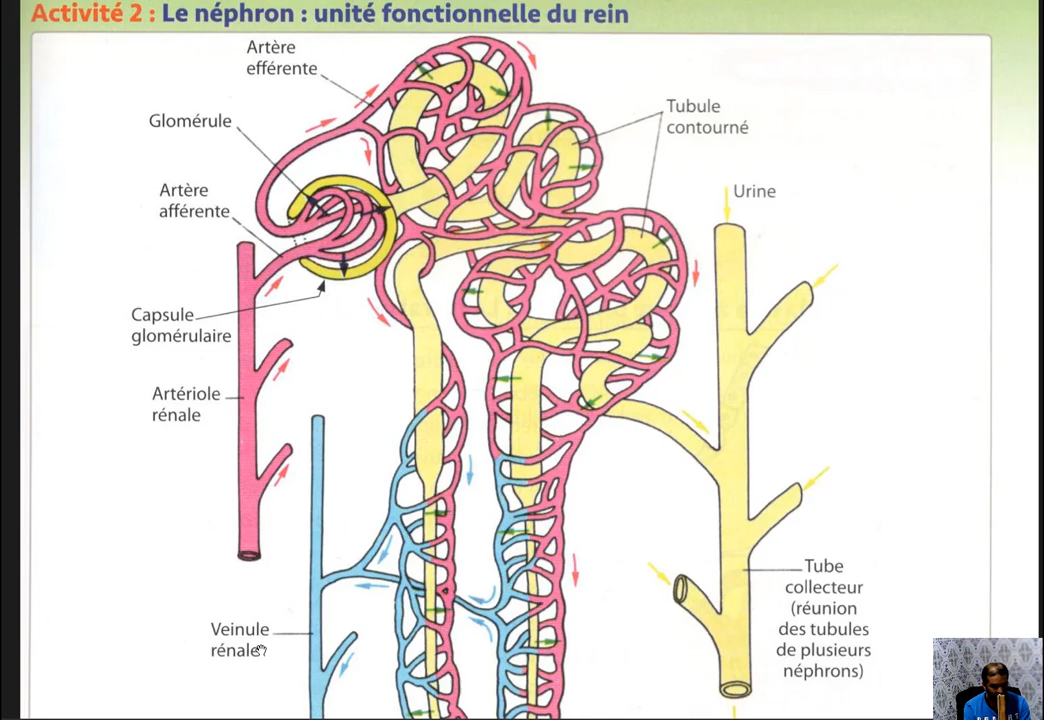 Activité 2 : Le néphron : unité fonctionnelle du rein
Artère
efférente
Glomérule
Tubule
contourné
Artère
afférente
Urine
Capsule
glomérulaire
Artériole
rénale
Tube
collecteur
(réunion
des tubules
de plusieurs
néphrons)
Veinule
rénale